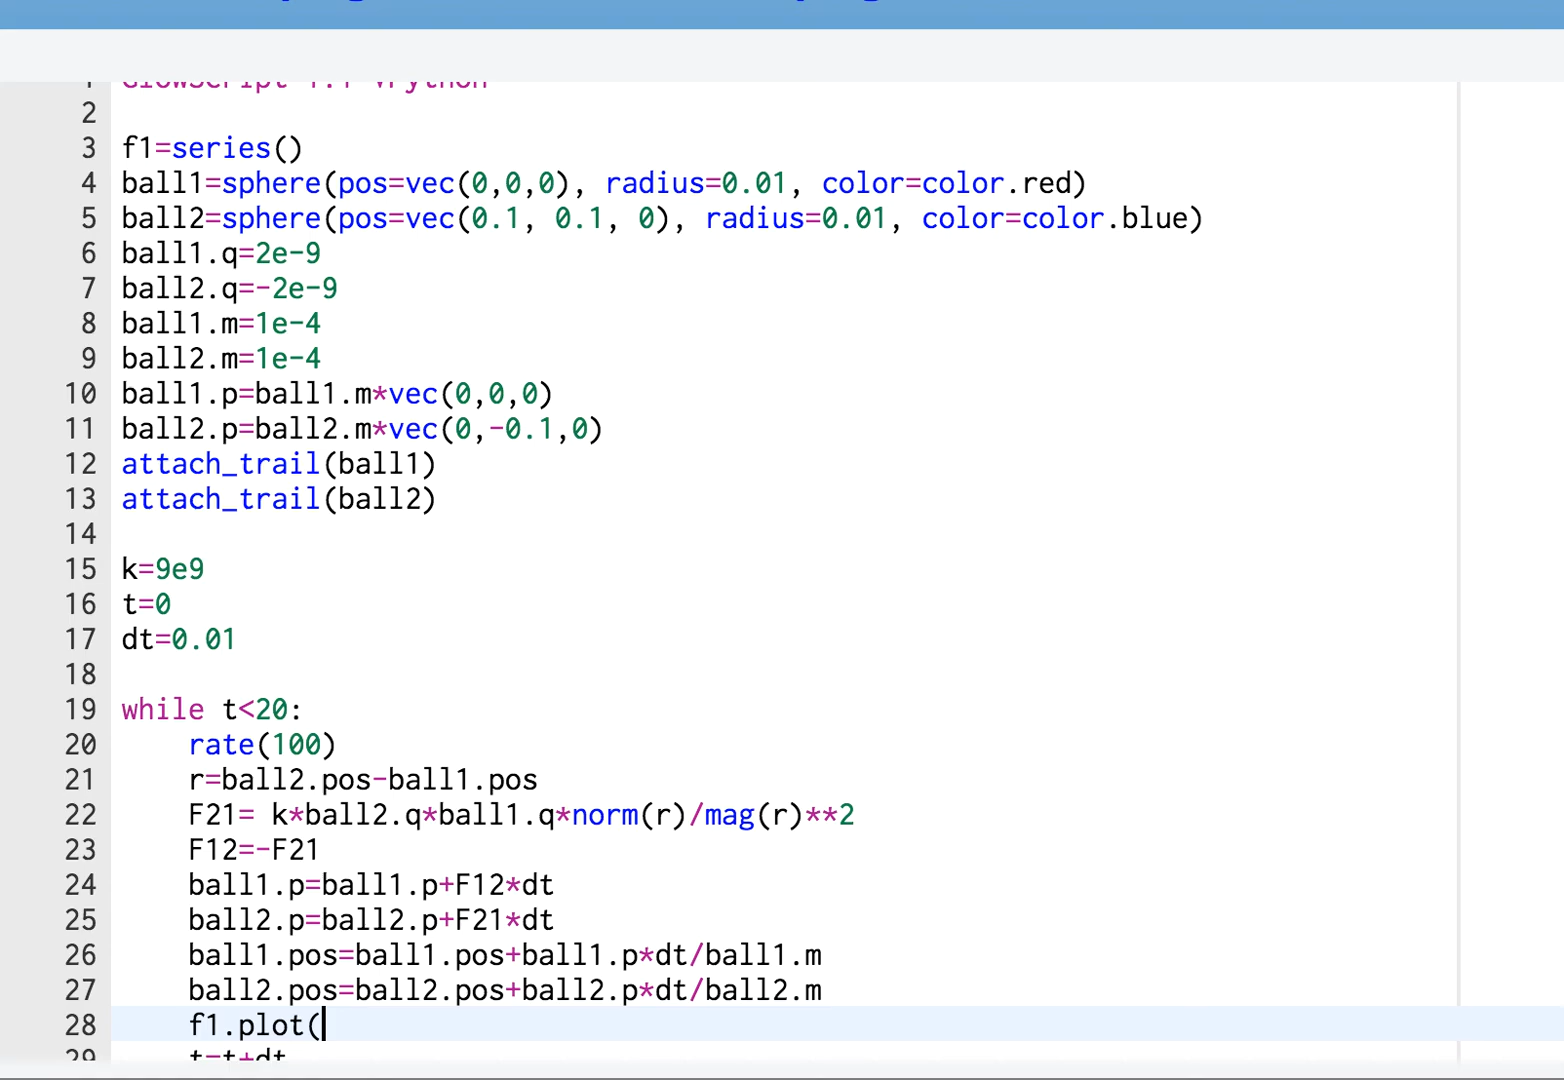 1
2
3 f1=series()
4 ball1=sphere(pos=vec(0,0,0), radius=0.01, color=color.red)
5 ball2=sphere(pos=vec(0.1, 0.1, 0), radius=0.01, color=color.blue)
6 ball1.q=2e-9
7 ball2.q=-2e-9
8 ball1.m=1e-4
9 ball2.m=1e-4
10 ball1.p=ball1.m*vec(0,0,0)
11 ball2.p=ball2.m*vec(0,-0.1,0)
12 attach_trail(ball1)
13 attach_trail(ball2)
14
15 k=9e9
16 t=0
17 dt=0.01
18
19 while t<20:
20     rate(100)
21     r=ball2.pos-ball1.pos
22     F21= k*ball2.q*ball1.q*norm(r)/mag(r)**2
23     F12=-F21
24     ball1.p=ball1.p+F12*dt
25     ball2.p=ball2.p+F21*dt
26     ball1.pos=ball1.pos+ball1.p*dt/ball1.m
27     ball2.pos=ball2.pos+ball2.p*dt/ball2.m
28     f1.plot(
29     t=t+dt